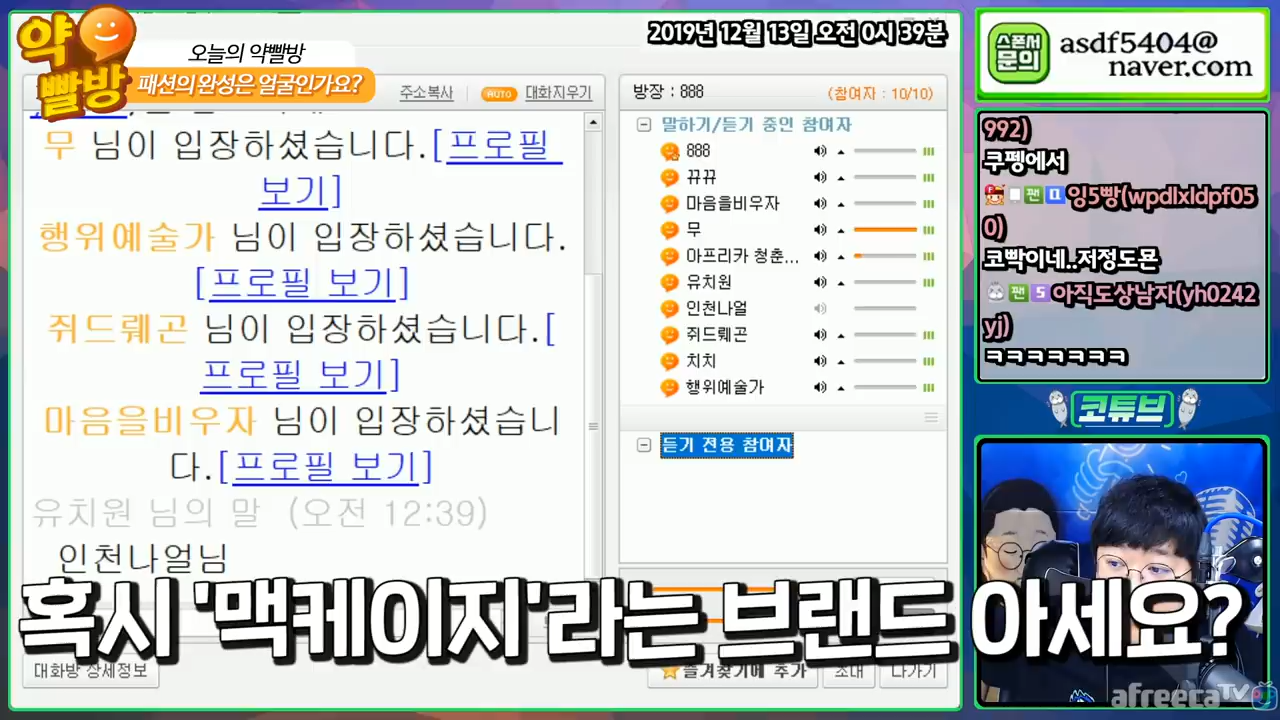 약빨방
오늘의 약빨방
패션의 완성은 얼굴인가요?
2019년 12월 13일 오전 0시 39분
주소복사
AUTO 대화지우기
무 님이 입장하셨습니다.[프로필
보기]
행위예술가 님이 입장하셨습니다.
[프로필 보기]
쥐드뤠곤 님이 입장하셨습니다.[
프로필 보기]
마음을비우자 님이 입장하셨습니
다.[프로필 보기]
유치원 님의 말 (오전 12:39)
인천나얼님
대화방 상세정보
방장 : 888
(참여자 : 10/10)
말하기/듣기 중인 참여자
888
뀨뀨
마음을비우자
무
아프리카 청춘...
유치원
인천나얼
쥐드뤠곤
치치
행위예술가
듣기 전용 참여자
즐겨찾기에 추가
초대
나가기
혹시 '맥케이지'라는 브랜드 아세요?
스폰서
문의
asdf5404@
naver.com
992)
쿠펭에서
팬 잉5빵(wpdlxldpf05
0)
코빡이네..저정도묜
팬 5 아직도상남자(yh0242
yj)
ㅋㅋㅋㅋㅋㅋㅋ
코튜브
afreecaTV